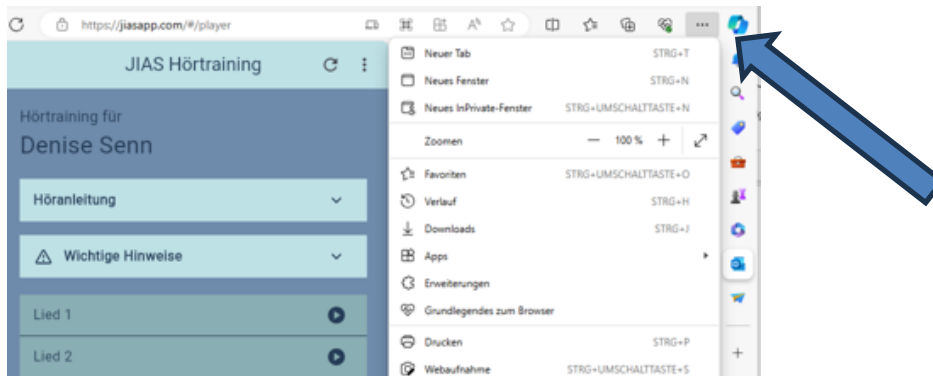 https://jiasapp.com/#/player
JIAS Hörtraining
Hörtraining für
Denise Senn
Höranleitung
Wichtige Hinweise
Lied 1
Lied 2
Neuer Tab STRG+T
Neues Fenster STRG+N
Neues InPrivate-Fenster STRG+UMSCHALTTASTE+N
Zoomen — 100 % +
Favoriten STRG+UMSCHALTTASTE+O
Verlauf STRG+H
Downloads STRG+J
Apps
Erweiterungen
Grundlegendes zum Browser
Drucken STRG+P
Webaufnahme STRG+UMSCHALTTASTE+S